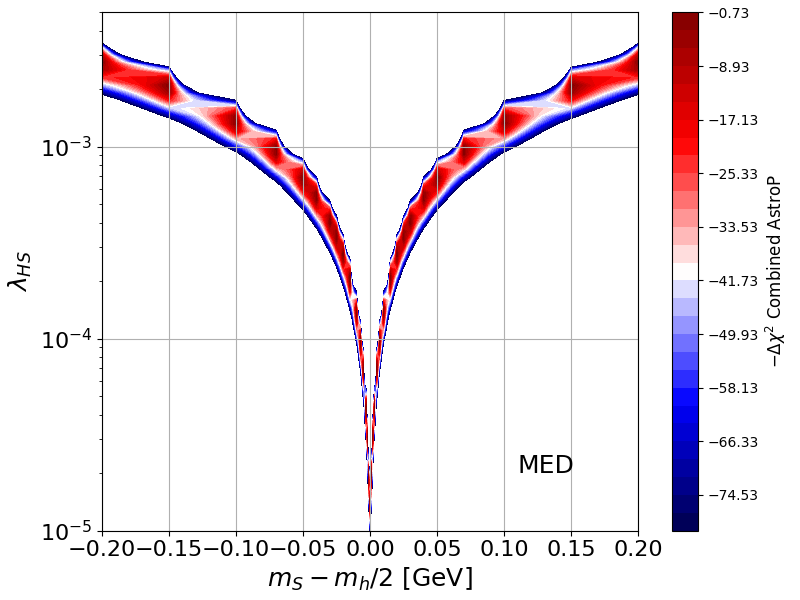 10⁻³
10⁻⁴
10⁻⁵
λ_HS
−0.20 −0.15 −0.10 −0.05 0.00 0.05 0.10 0.15 0.20
m_S − m_h/2 [GeV]
MED
−0.73
−8.93
−17.13
−25.33
−33.53
−41.73
−49.93
−58.13
−66.33
−74.53
−Δχ² Combined AstroP